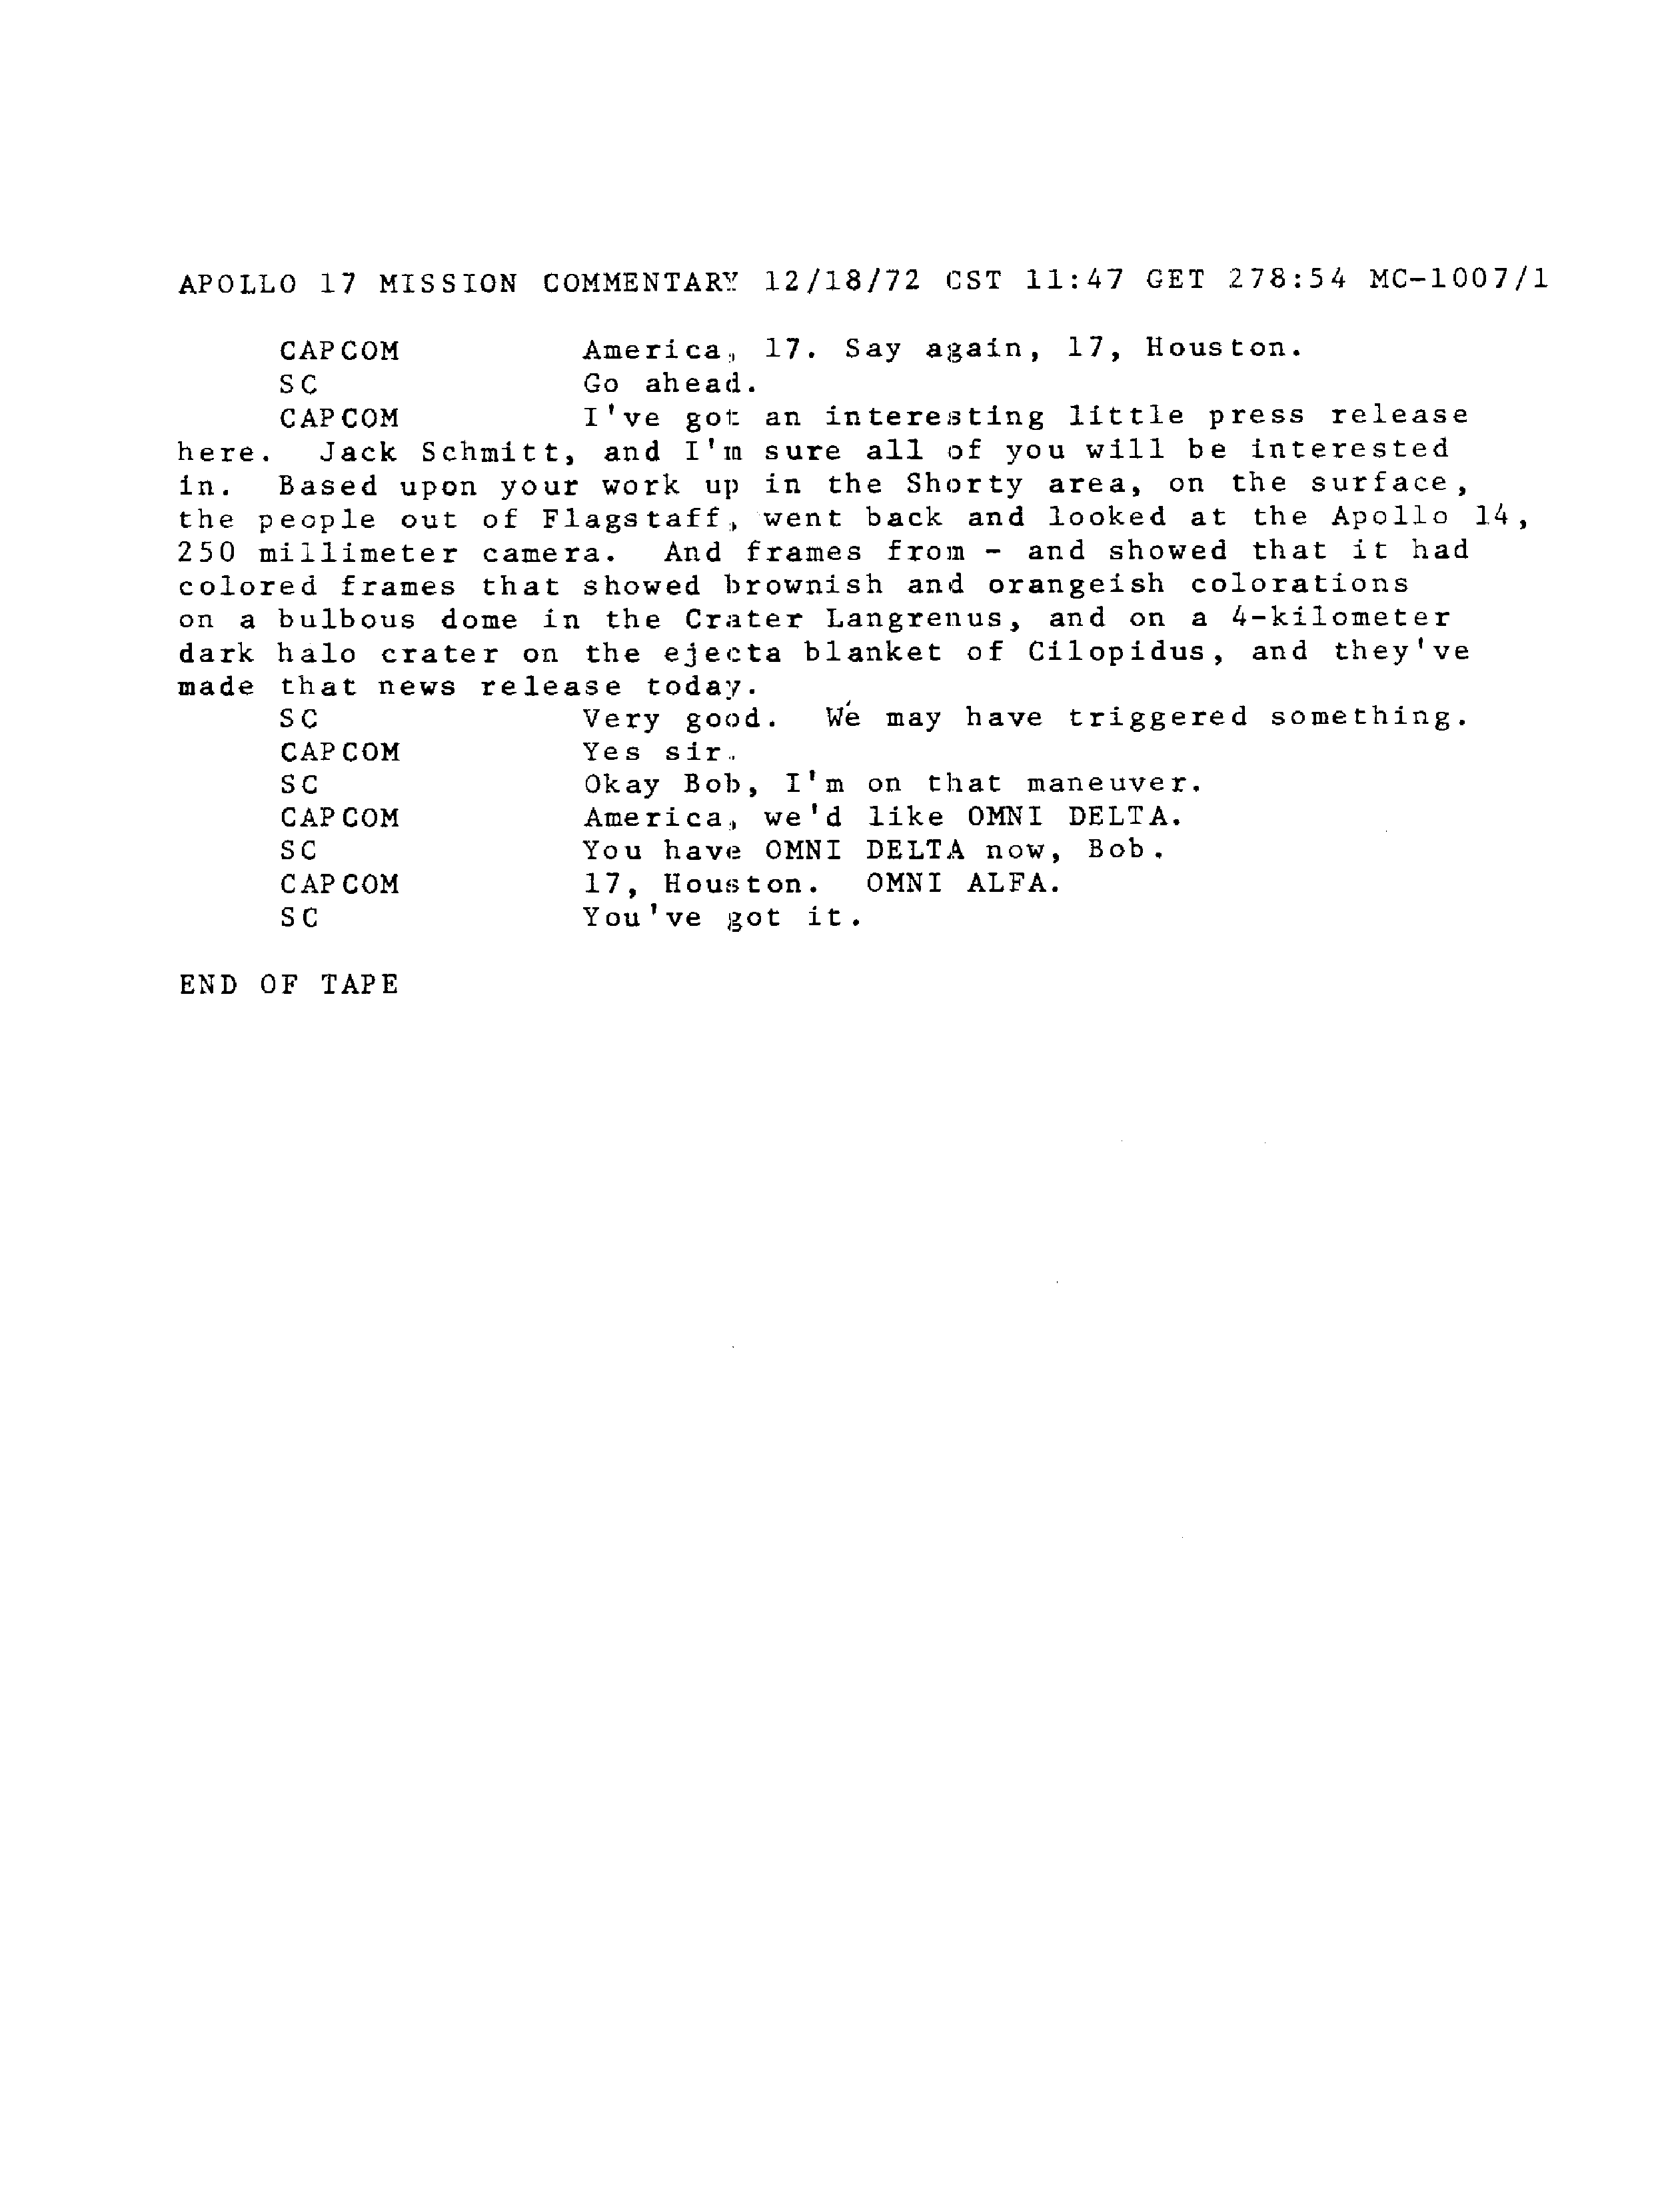 APOLLO 17 MISSION COMMENTARY 12/18/72 CST 11:47 GET 278:54 MC-1007/1
CAPCOM America, 17. Say again, 17, Houston.
SC Go ahead.
CAPCOM I've got an interesting little press release
here. Jack Schmitt, and I'm sure all of you will be interested
in. Based upon your work up in the Shorty area, on the surface,
the people out of Flagstaff, went back and looked at the Apollo 14,
250 millimeter camera. And frames from - and showed that it had
colored frames that showed brownish and orangeish colorations
on a bulbous dome in the Crater Langrenus, and on a 4-kilometer
dark halo crater on the ejecta blanket of Cilopidus, and they've
made that news release today.
SC Very good. We may have triggered something.
CAPCOM Yes sir.
SC Okay Bob, I'm on that maneuver.
CAPCOM America, we'd like OMNI DELTA.
SC You have OMNI DELTA now, Bob.
CAPCOM 17, Houston. OMNI ALFA.
SC You've got it.
END OF TAPE